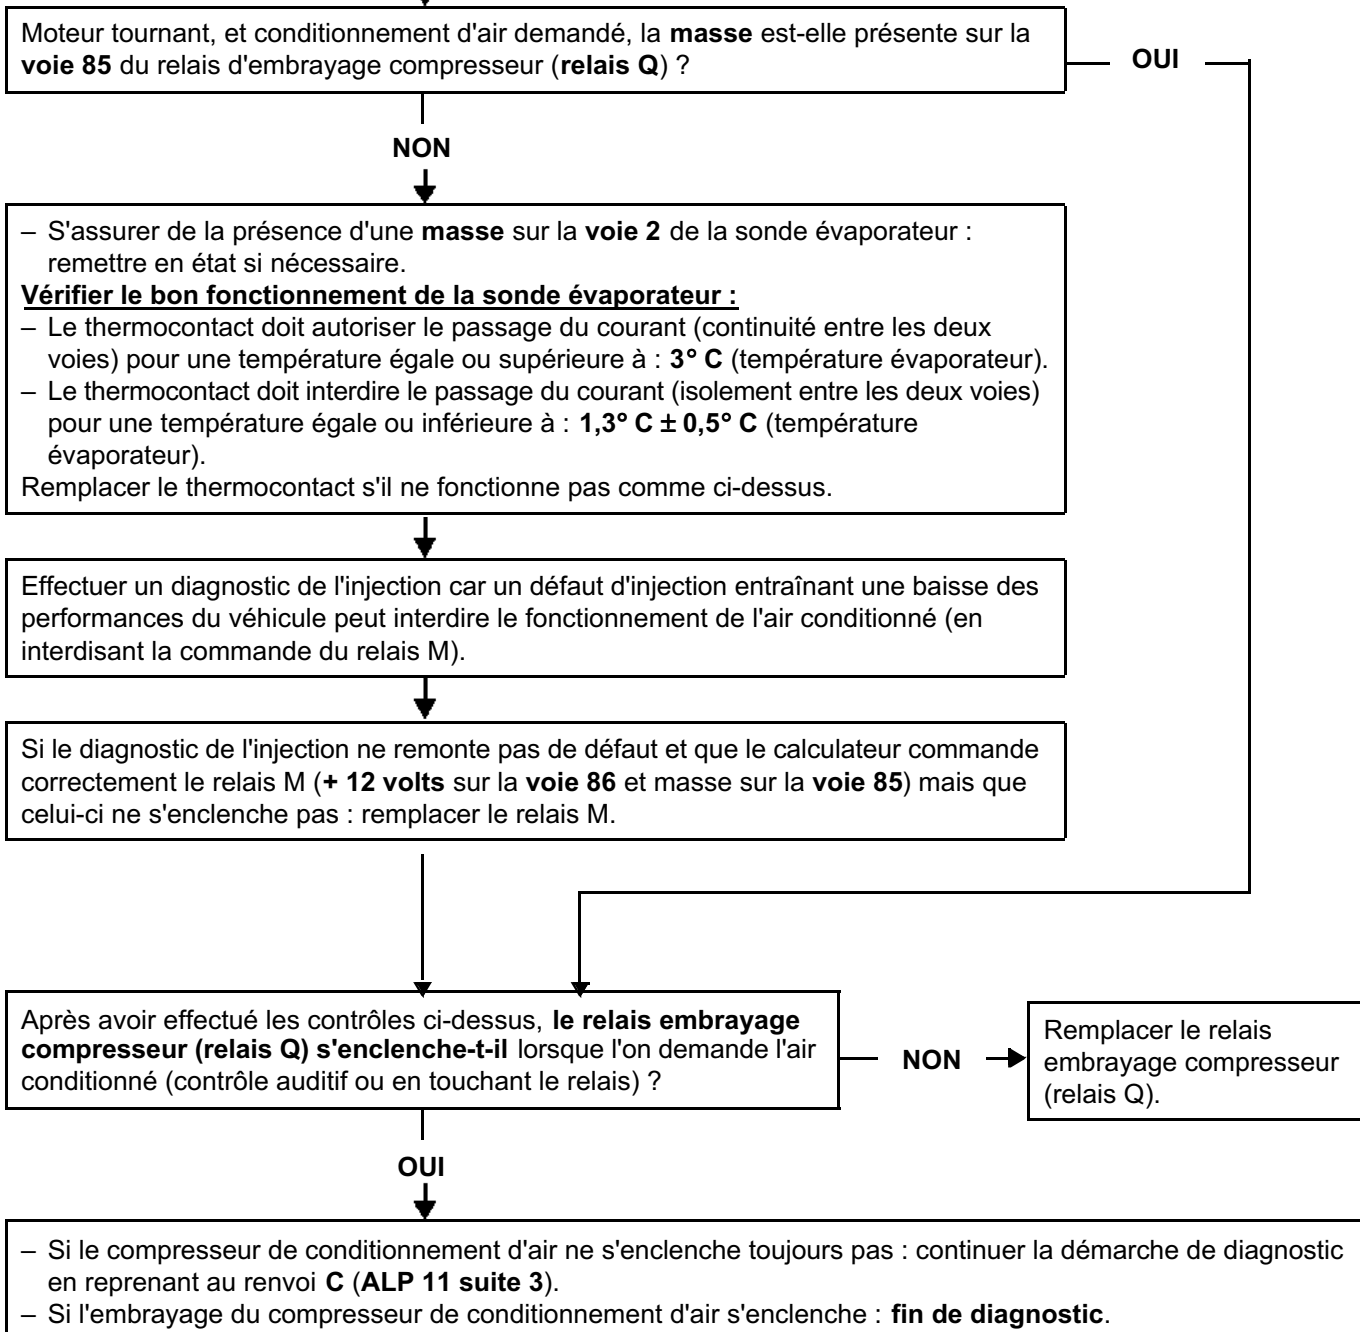 Moteur tournant, et conditionnement d'air demandé, la masse est-elle présente sur la
voie 85 du relais d'embrayage compresseur (relais Q) ?
OUI
NON
– S'assurer de la présence d'une masse sur la voie 2 de la sonde évaporateur :
remettre en état si nécessaire.
Vérifier le bon fonctionnement de la sonde évaporateur :
– Le thermocontact doit autoriser le passage du courant (continuité entre les deux
voies) pour une température égale ou supérieure à : 3° C (température évaporateur).
– Le thermocontact doit interdire le passage du courant (isolement entre les deux voies)
pour une température égale ou inférieure à : 1,3° C ± 0,5° C (température
évaporateur).
Remplacer le thermocontact s'il ne fonctionne pas comme ci-dessus.
Effectuer un diagnostic de l'injection car un défaut d'injection entraînant une baisse des
performances du véhicule peut interdire le fonctionnement de l'air conditionné (en
interdisant la commande du relais M).
Si le diagnostic de l'injection ne remonte pas de défaut et que le calculateur commande
correctement le relais M (+ 12 volts sur la voie 86 et masse sur la voie 85) mais que
celui-ci ne s'enclenche pas : remplacer le relais M.
Après avoir effectué les contrôles ci-dessus, le relais embrayage
compresseur (relais Q) s'enclenche-t-il lorsque l'on demande l'air
conditionné (contrôle auditif ou en touchant le relais) ?
NON
Remplacer le relais
embrayage compresseur
(relais Q).
OUI
– Si le compresseur de conditionnement d'air ne s'enclenche toujours pas : continuer la démarche de diagnostic
en reprenant au renvoi C (ALP 11 suite 3).
– Si l'embrayage du compresseur de conditionnement d'air s'enclenche : fin de diagnostic.